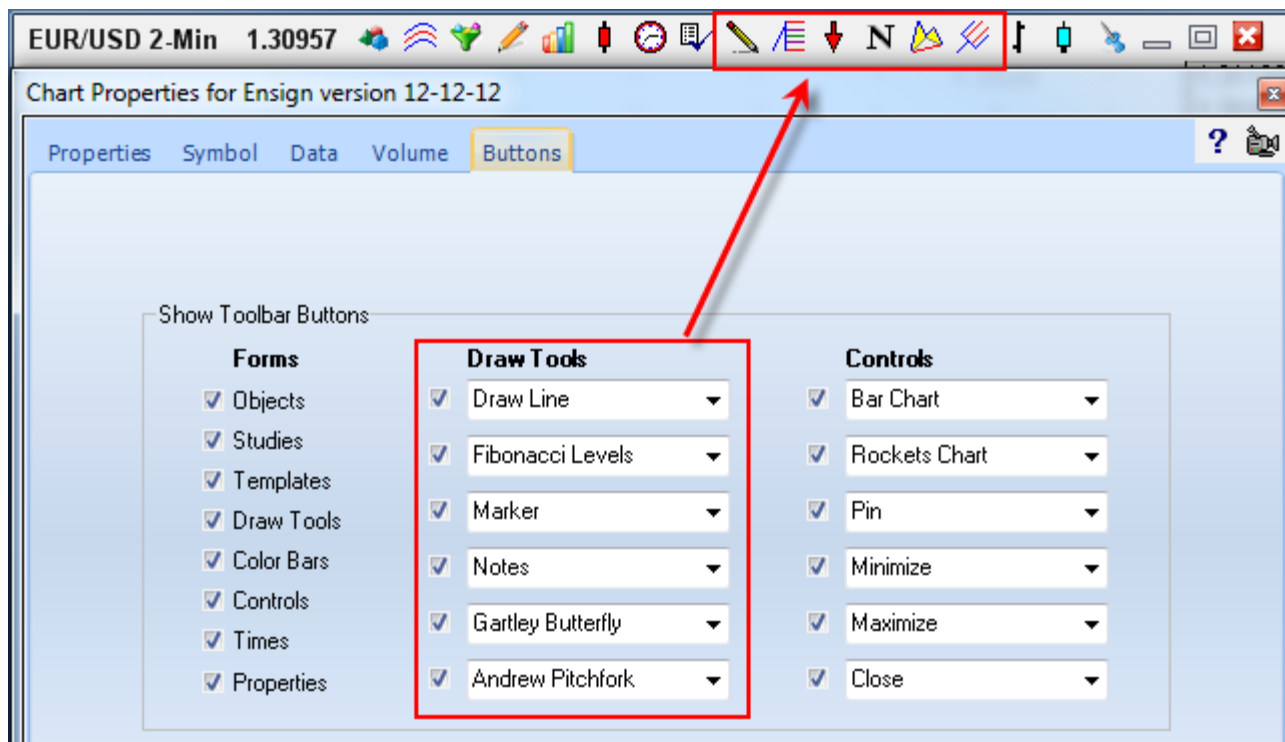 EUR/USD 2-Min 1.30957 N
Chart Properties for Ensign version 12-12-12
Properties Symbol Data Volume Buttons ?
Show Toolbar Buttons
Forms Draw Tools Controls
Objects Draw Line Bar Chart
Studies Fibonacci Levels Rockets Chart
Templates
Draw Tools Marker Pin
Color Bars Notes Minimize
Controls Gartley Butterfly Maximize
Times
Properties Andrew Pitchfork Close